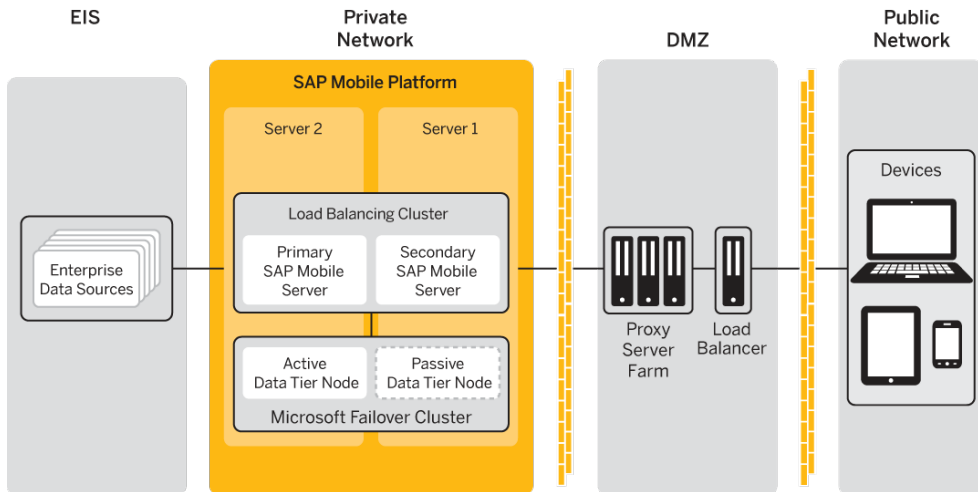 EIS
Private
Network
DMZ
Public
Network
SAP Mobile Platform
Server 2
Server 1
Load Balancing Cluster
Primary
SAP Mobile
Server
Secondary
SAP Mobile
Server
Enterprise
Data Sources
Active
Data Tier Node
Passive
Data Tier Node
Microsoft Failover Cluster
Proxy
Server
Farm
Load
Balancer
Devices